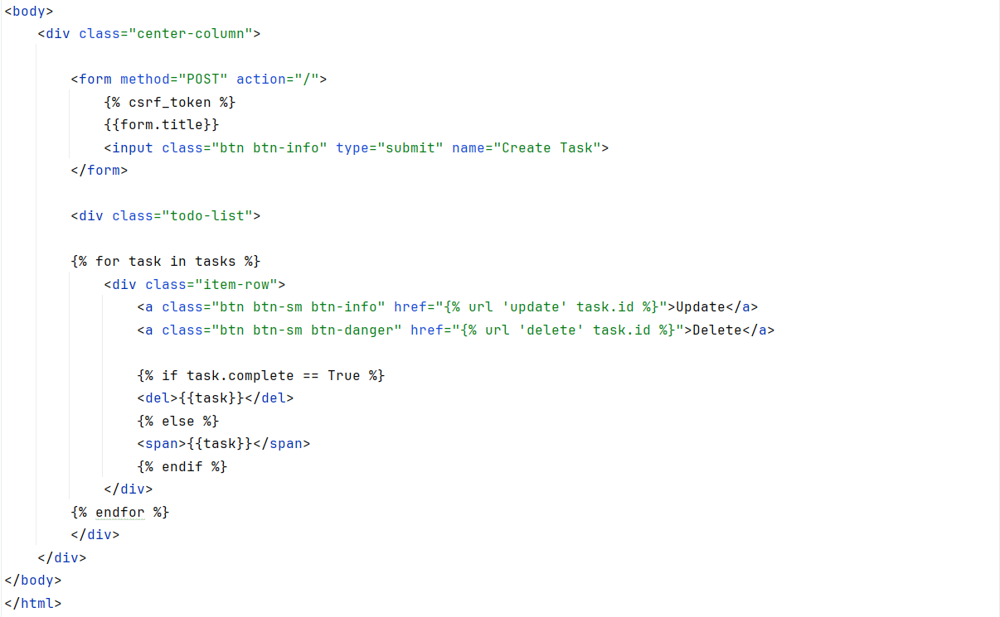 <body>
<div class="center-column">
<form method="POST" action="/">
{% csrf_token %}
{{form.title}}
<input class="btn btn-info" type="submit" name="Create Task">
</form>
<div class="todo-list">
{% for task in tasks %}
<div class="item-row">
<a class="btn btn-sm btn-info" href="{% url 'update' task.id %}">Update</a>
<a class="btn btn-sm btn-danger" href="{% url 'delete' task.id %}">Delete</a>
{% if task.complete == True %}
<del>{{task}}</del>
{% else %}
<span>{{task}}</span>
{% endif %}
</div>
{% endfor %}
</div>
</div>
</body>
</html>